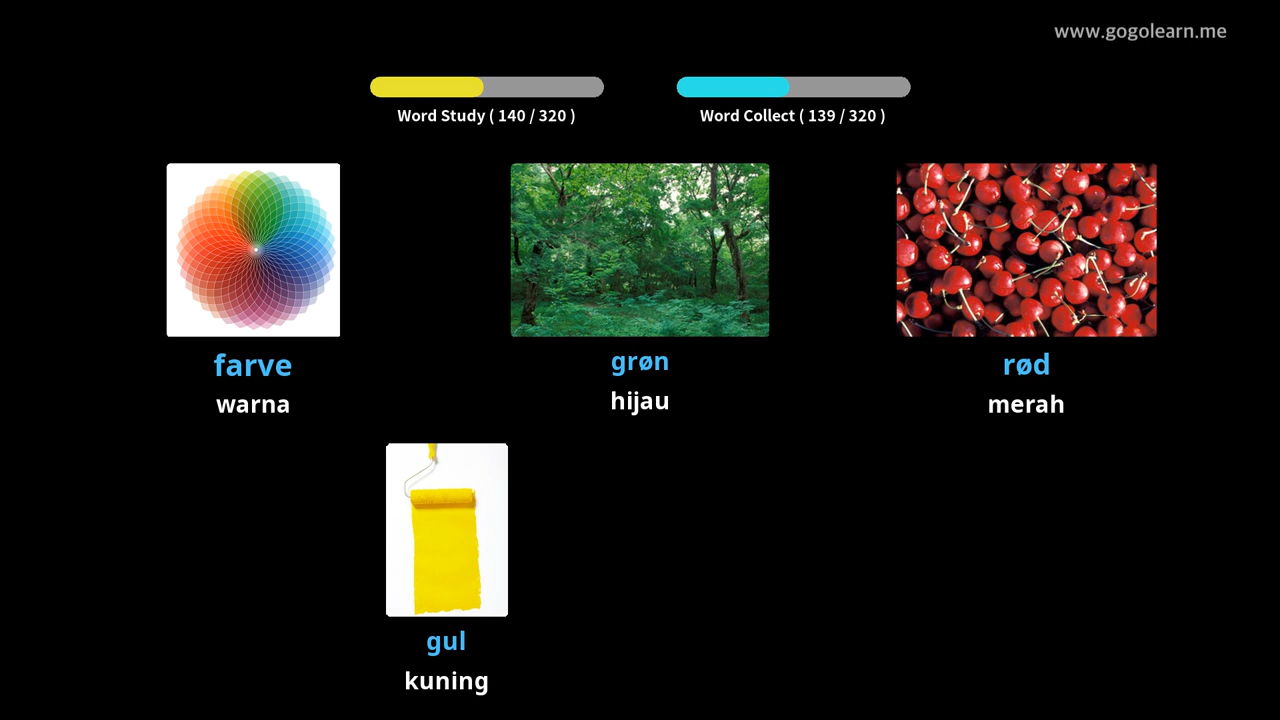 www.gogolearn.me
Word Study ( 140 / 320 )
Word Collect ( 139 / 320 )
farve
warna
grøn
hijau
rød
merah
gul
kuning